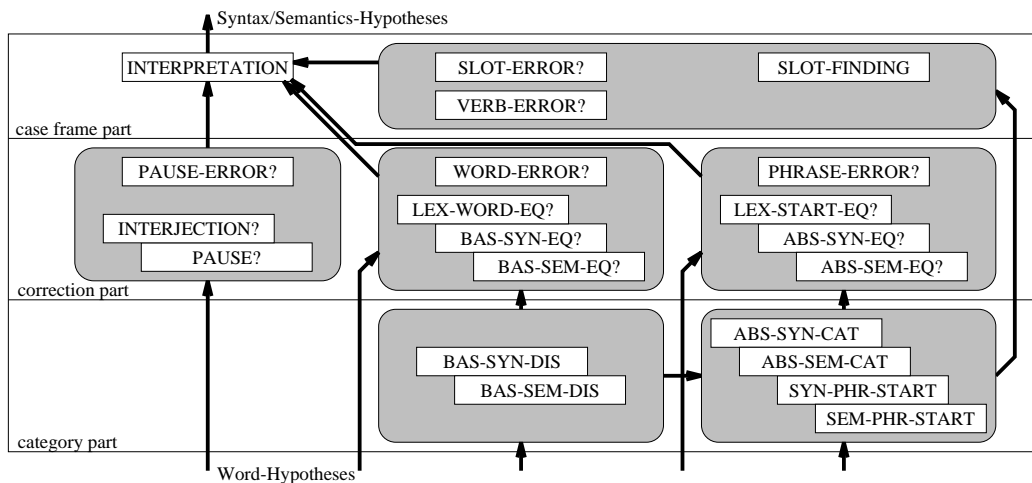 Syntax/Semantics-Hypotheses
INTERPRETATION
SLOT-ERROR?
SLOT-FINDING
VERB-ERROR?
case frame part
PAUSE-ERROR?
WORD-ERROR?
PHRASE-ERROR?
INTERJECTION?
PAUSE?
LEX-WORD-EQ?
BAS-SYN-EQ?
BAS-SEM-EQ?
LEX-START-EQ?
ABS-SYN-EQ?
ABS-SEM-EQ?
correction part
BAS-SYN-DIS
BAS-SEM-DIS
ABS-SYN-CAT
ABS-SEM-CAT
SYN-PHR-START
SEM-PHR-START
category part
Word-Hypotheses